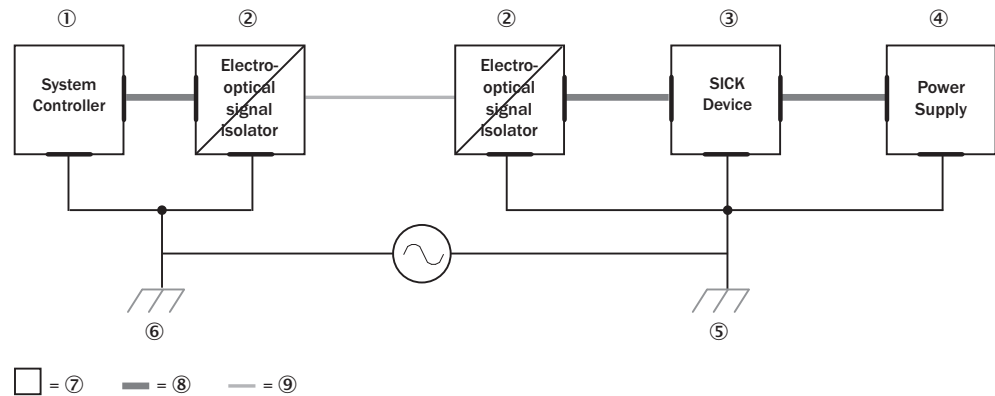 ① ② ② ③ ④
System
Controller
Electro-
optical
signal
isolator
Electro-
optical
signal
isolator
SICK
Device
Power
Supply
⑥ ⑤
= ⑦ = ⑧ = ⑨